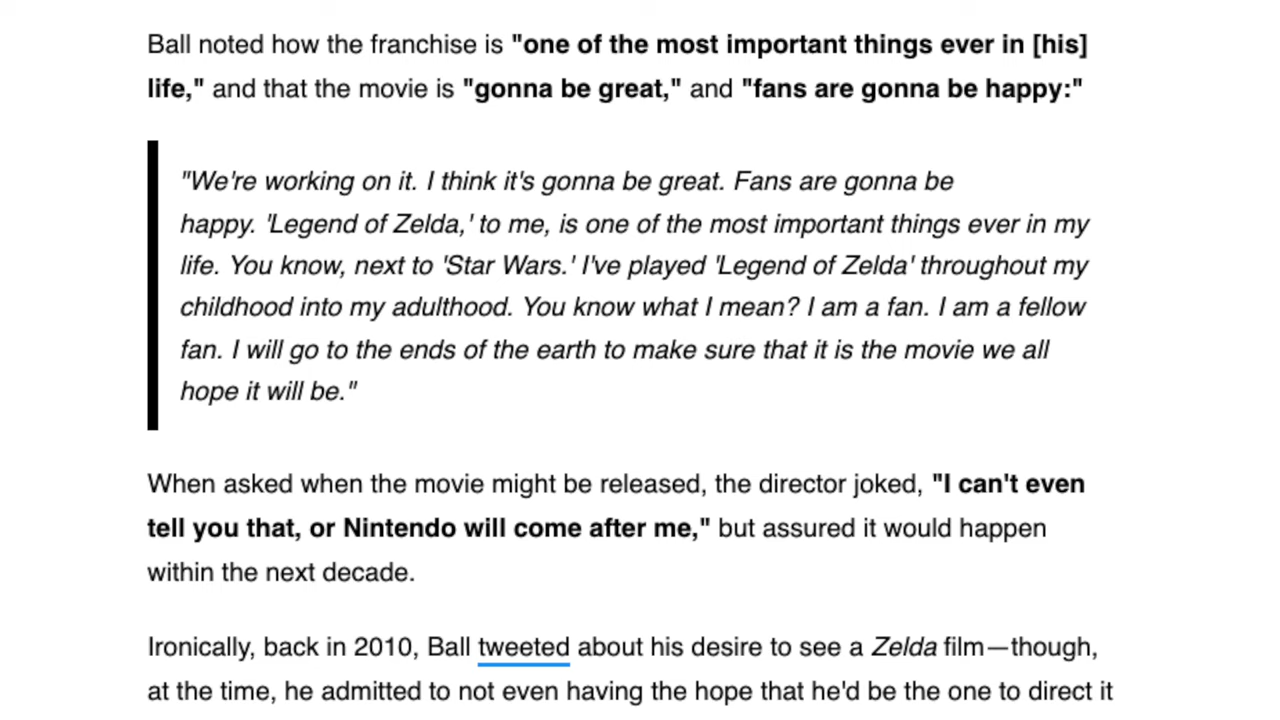 Ball noted how the franchise is "one of the most important things ever in [his]
life," and that the movie is "gonna be great," and "fans are gonna be happy:"
"We're working on it. I think it's gonna be great. Fans are gonna be
happy. 'Legend of Zelda,' to me, is one of the most important things ever in my
life. You know, next to 'Star Wars.' I've played 'Legend of Zelda' throughout my
childhood into my adulthood. You know what I mean? I am a fan. I am a fellow
fan. I will go to the ends of the earth to make sure that it is the movie we all
hope it will be."
When asked when the movie might be released, the director joked, "I can't even
tell you that, or Nintendo will come after me," but assured it would happen
within the next decade.
Ironically, back in 2010, Ball tweeted about his desire to see a Zelda film—though,
at the time, he admitted to not even having the hope that he'd be the one to direct it